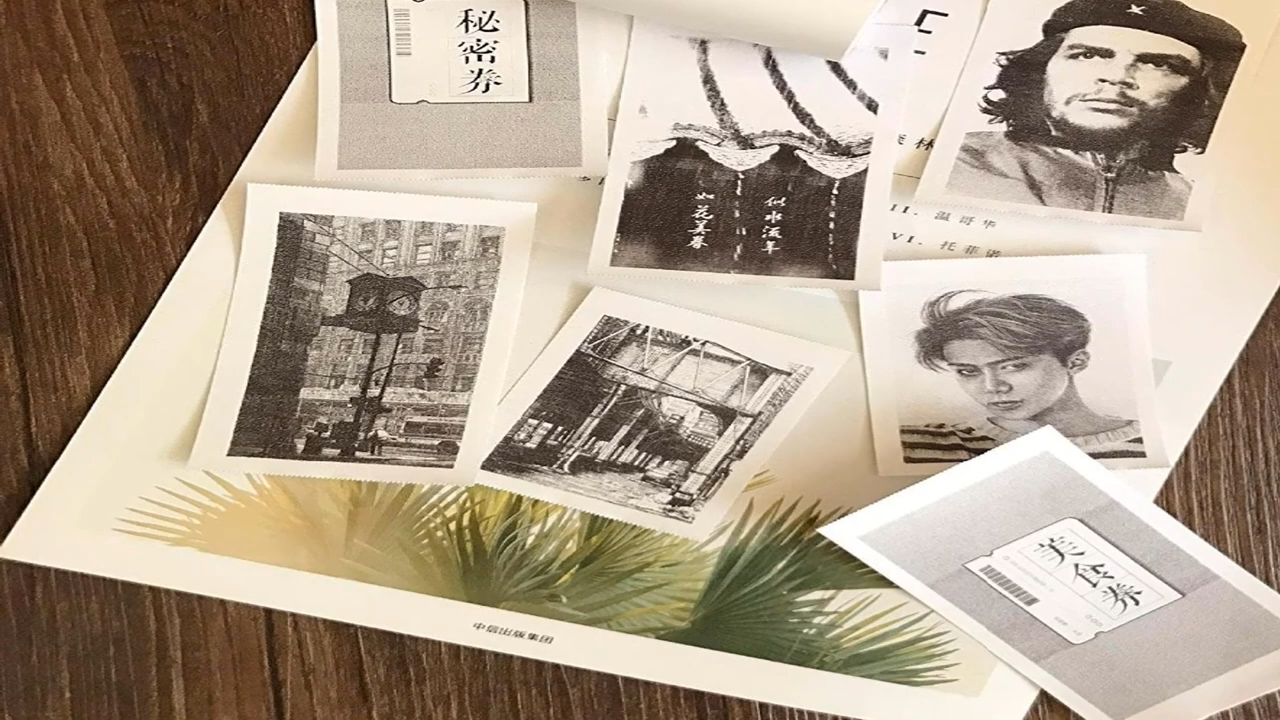 秘密券
如花美眷
似水流年
林
II. 温哥华
VI. 托菲诺
美食券
中信出版集团